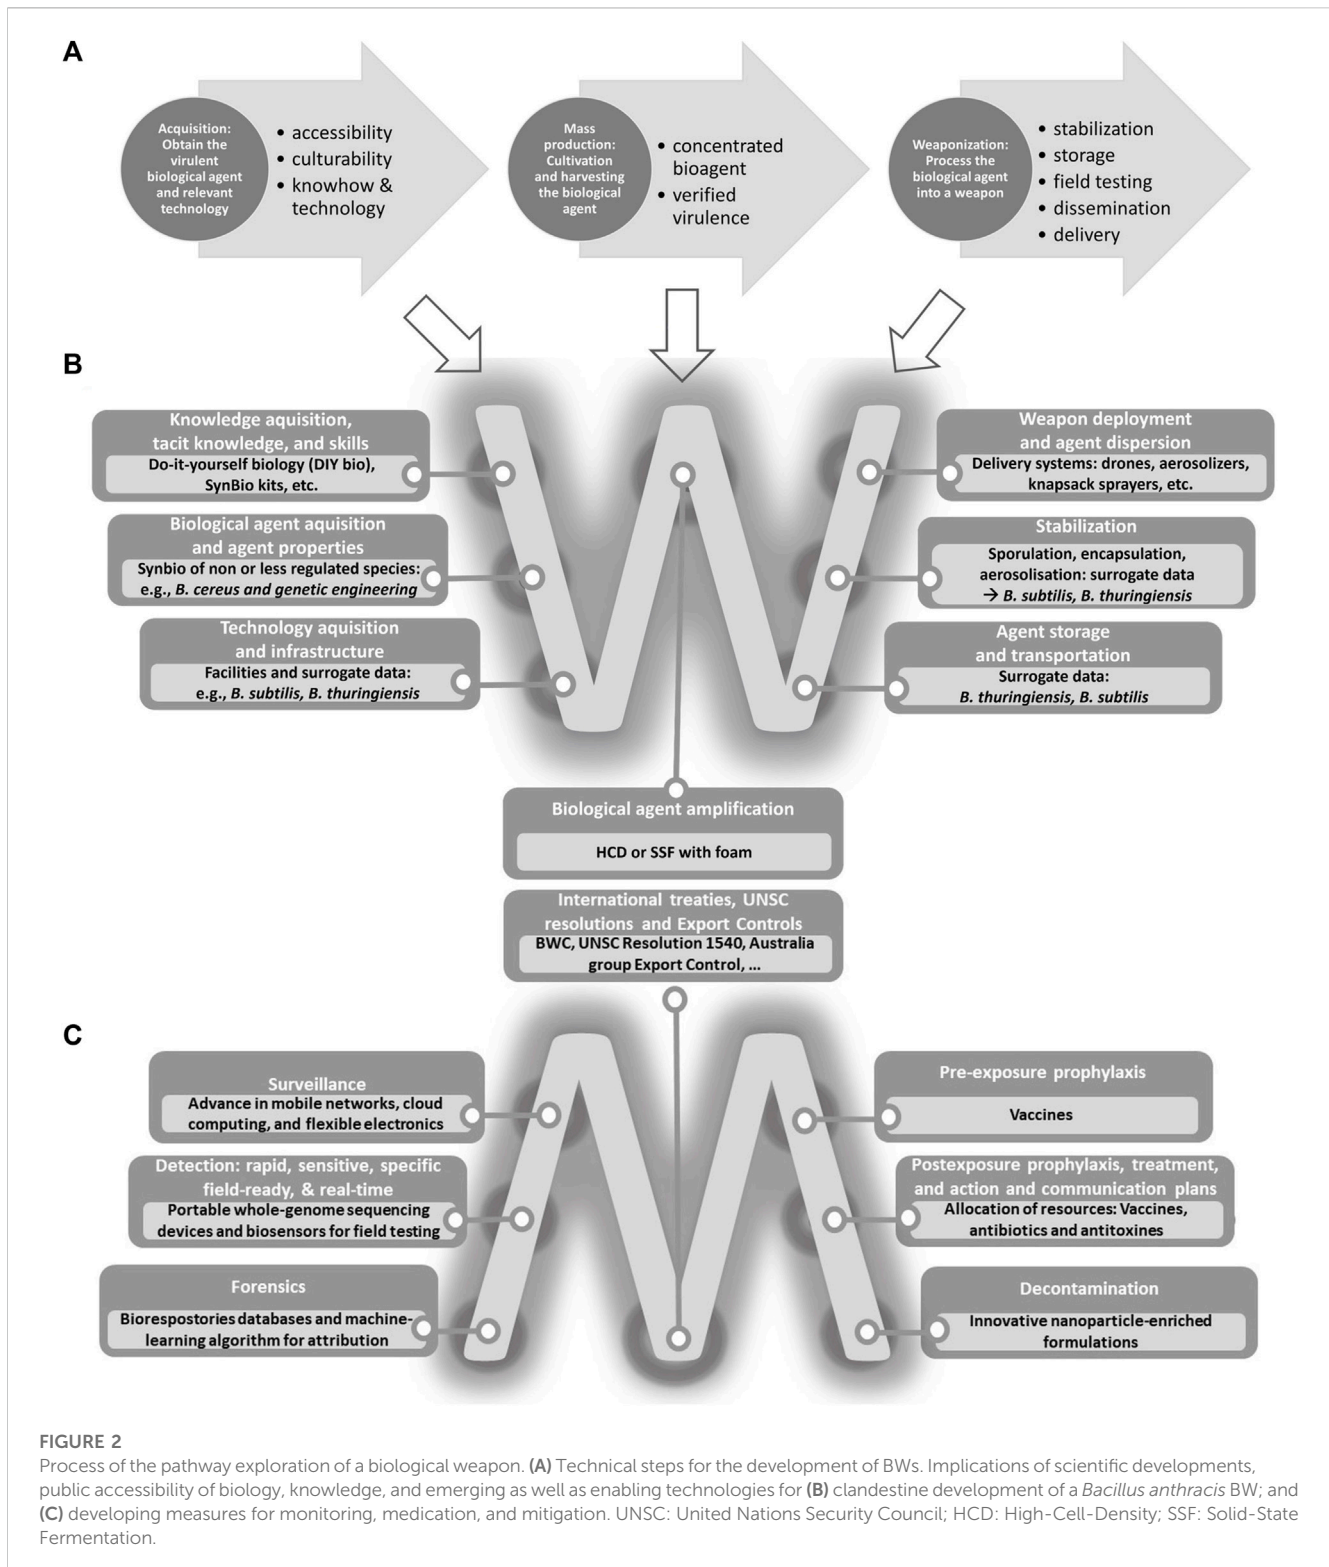 A
Acquisition:
Obtain the
virulent
biological agent
and relevant
technology
• accessibility
• culturability
• knowhow &
technology
Mass
production:
Cultivation
and harvesting
the biological
agent
• concentrated
bioagent
• verified
virulence
Weaponization:
Process the
biological agent
into a weapon
• stabilization
• storage
• field testing
• dissemination
• delivery
B
Knowledge aquisition,
tacit knowledge, and skills
Do-it-yourself biology (DIY bio),
SynBio kits, etc.
Biological agent aquisition
and agent properties
Synbio of non or less regulated species:
e.g., B. cereus and genetic engineering
Technology aquisition
and infrastructure
Facilities and surrogate data:
e.g., B. subtilis, B. thuringiensis
Weapon deployment
and agent dispersion
Delivery systems: drones, aerosolizers,
knapsack sprayers, etc.
Stabilization
Sporulation, encapsulation,
aerosolisation: surrogate data
→ B. subtilis, B. thuringiensis
Agent storage
and transportation
Surrogate data:
B. thuringiensis, B. subtilis
Biological agent amplification
HCD or SSF with foam
International treaties, UNSC
resolutions and Export Controls
BWC, UNSC Resolution 1540, Australia
group Export Control, ...
C
Surveillance
Advance in mobile networks, cloud
computing, and flexible electronics
Detection: rapid, sensitive, specific
field-ready, & real-time
Portable whole-genome sequencing
devices and biosensors for field testing
Forensics
Biorespostories databases and machine-
learning algorithm for attribution
Pre-exposure prophylaxis
Vaccines
Postexposure prophylaxis, treatment,
and action and communication plans
Allocation of resources: Vaccines,
antibiotics and antitoxines
Decontamination
Innovative nanoparticle-enriched
formulations
FIGURE 2
Process of the pathway exploration of a biological weapon. (A) Technical steps for the development of BWs. Implications of scientific developments,
public accessibility of biology, knowledge, and emerging as well as enabling technologies for (B) clandestine development of a Bacillus anthracis BW; and
(C) developing measures for monitoring, medication, and mitigation. UNSC: United Nations Security Council; HCD: High-Cell-Density; SSF: Solid-State
Fermentation.